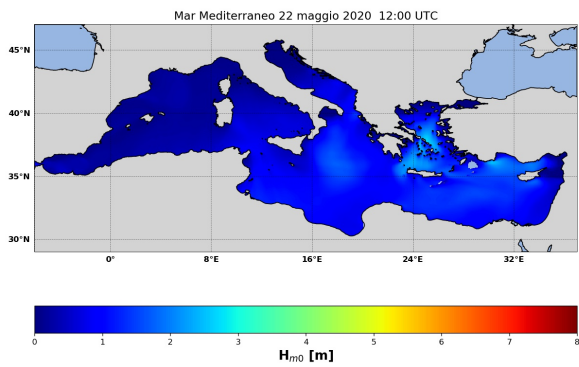 Mar Mediterraneo 22 maggio 2020  12:00 UTC
45°N
40°N
35°N
30°N
0° 8°E 16°E 24°E 32°E
0 1 2 3 4 5 6 7 8
Hm0 [m]